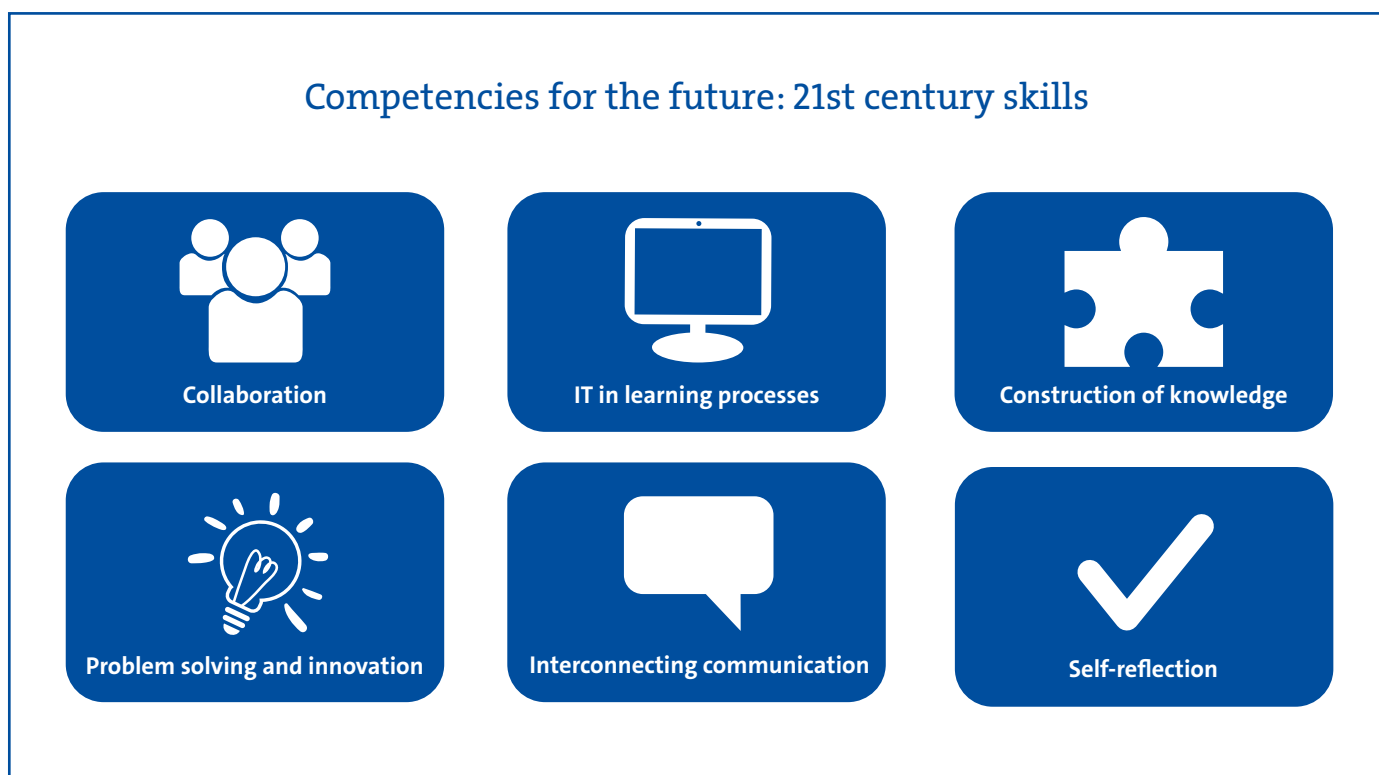 Competencies for the future: 21st century skills
Collaboration
IT in learning processes
Construction of knowledge
Problem solving and innovation
Interconnecting communication
Self-reflection